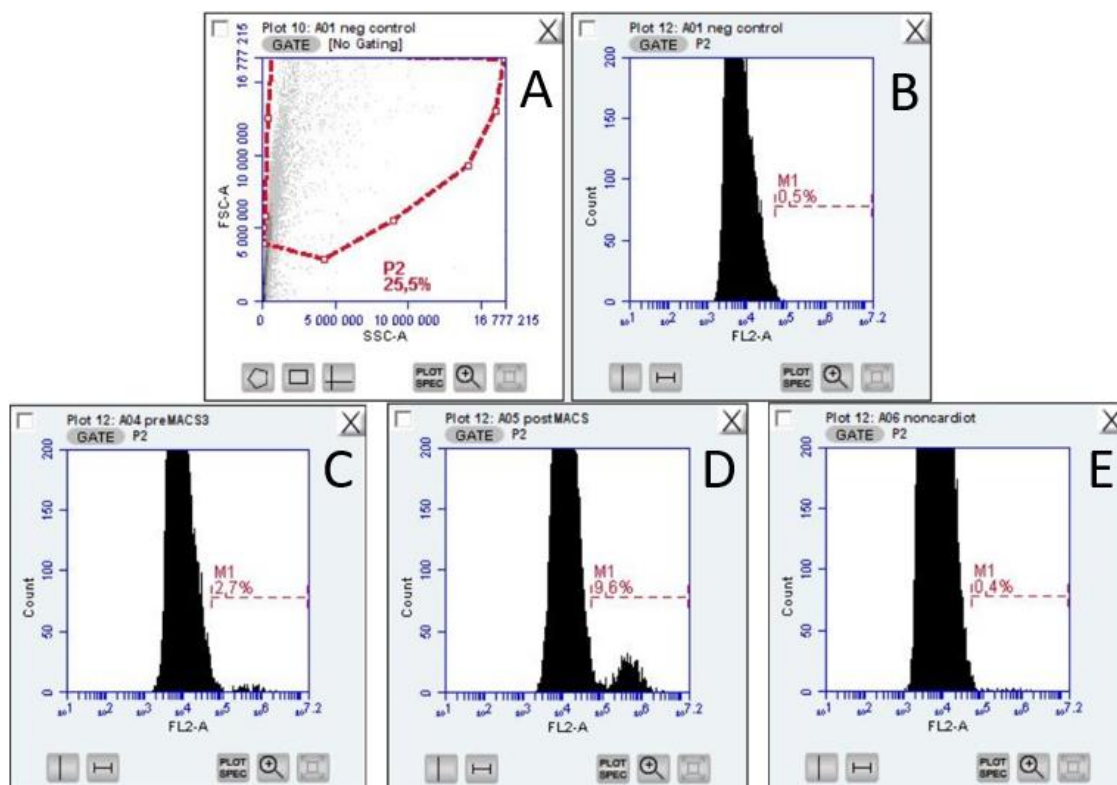 Plot 10: A01 neg control
GATE [No Gating]
A
FSC-A
16 777 215
10 000 000
5 000 000
0
P2
25,5%
0 5 000 000 10 000 000 16 777 215
SSC-A
PLOT SPEC
Plot 12: A01 neg control
GATE P2
B
Count
200
150
100
50
0
M1
0,5%
FL2-A
PLOT SPEC
Plot 12: A04 preMACS3
GATE P2
C
Count
200
150
100
50
0
M1
2,7%
FL2-A
PLOT SPEC
Plot 12: A05 postMACS
GATE P2
D
Count
200
150
100
50
0
M1
9,6%
FL2-A
PLOT SPEC
Plot 12: A06 noncardiot
GATE P2
E
Count
200
150
100
50
0
M1
0,4%
FL2-A
PLOT SPEC